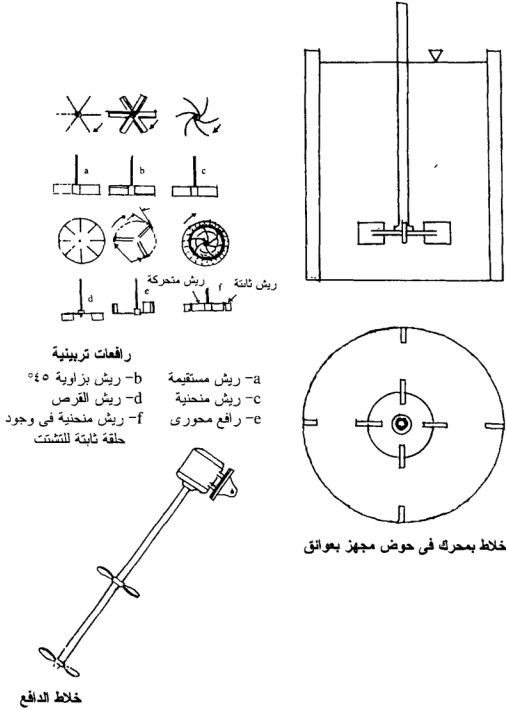 a
b
c
ريش متحركة
ريش ثابتة
d
e
f
رافعات تربينية
a- ريش مستقيمة
b- ريش بزاوية ٤٥°
c- ريش منحنية
d- ريش القرص
e- رافع محورى
f- ريش منحنية فى وجود
حلقة ثابتة للتشتت
خلاط بمحرك فى حوض مجهز بعوائق
خلاط الدافع